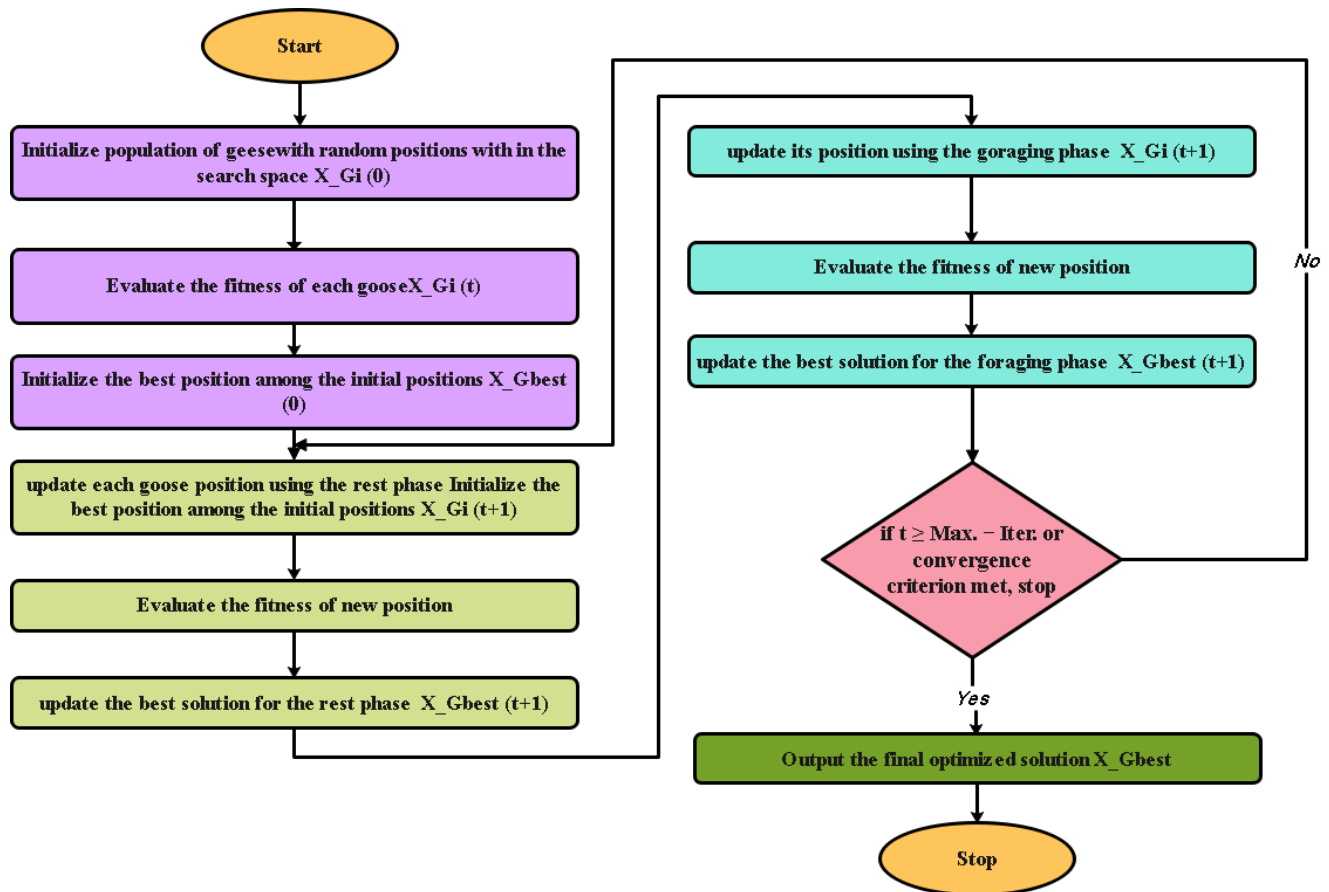 Start
Initialize population of geesewith random positions with in the
search space X_Gi (0)
Evaluate the fitness of each gooseX_Gi (t)
Initialize the best position among the initial positions X_Gbest
(0)
update each goose position using the rest phase Initialize the
best position among the initial positions X_Gi (t+1)
Evaluate the fitness of new position
update the best solution for the rest phase X_Gbest (t+1)
update its position using the goraging phase X_Gi (t+1)
Evaluate the fitness of new position
update the best solution for the foraging phase X_Gbest (t+1)
if t ≥ Max. − Iter. or
convergence
criterion met, stop
No
Yes
Output the final optimized solution X_Gbest
Stop